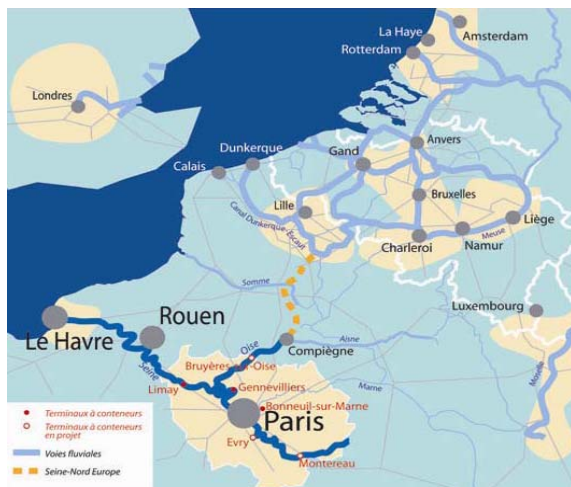 La Haye
Amsterdam
Rotterdam
Londres
Dunkerque
Calais
Gand
Anvers
Lille
Bruxelles
Canal Dunkerque-Escaut
Charleroi
Namur
Meuse
Liège
Somme
Luxembourg
Rouen
Le Havre
Seine
Oise
Compiègne
Aisne
Bruyères-sur-Oise
Moselle
Limay
Gennevilliers
Marne
Bonneuil-sur-Marne
Paris
Evry
Montereau
Terminaux à conteneurs
Terminaux à conteneurs
en projet
Voies fluviales
Seine-Nord Europe